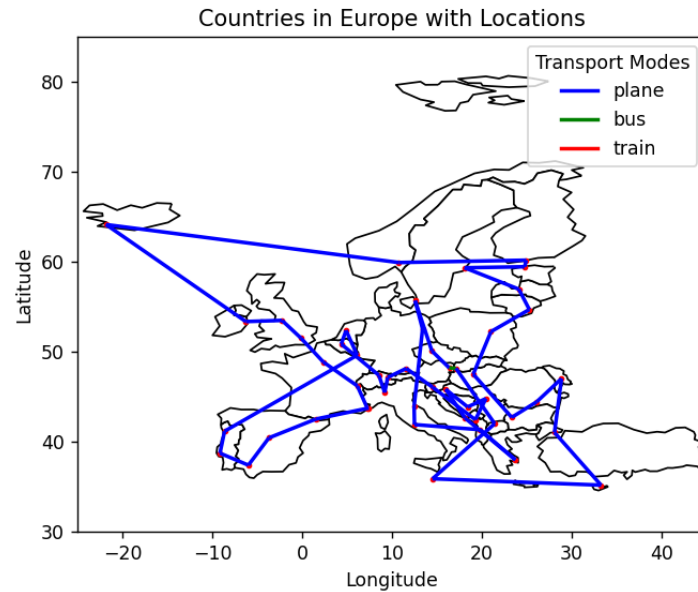 Countries in Europe with Locations
Transport Modes
plane
bus
train
Latitude
80
70
60
50
40
30
−20
−10
0
10
20
30
40
Longitude